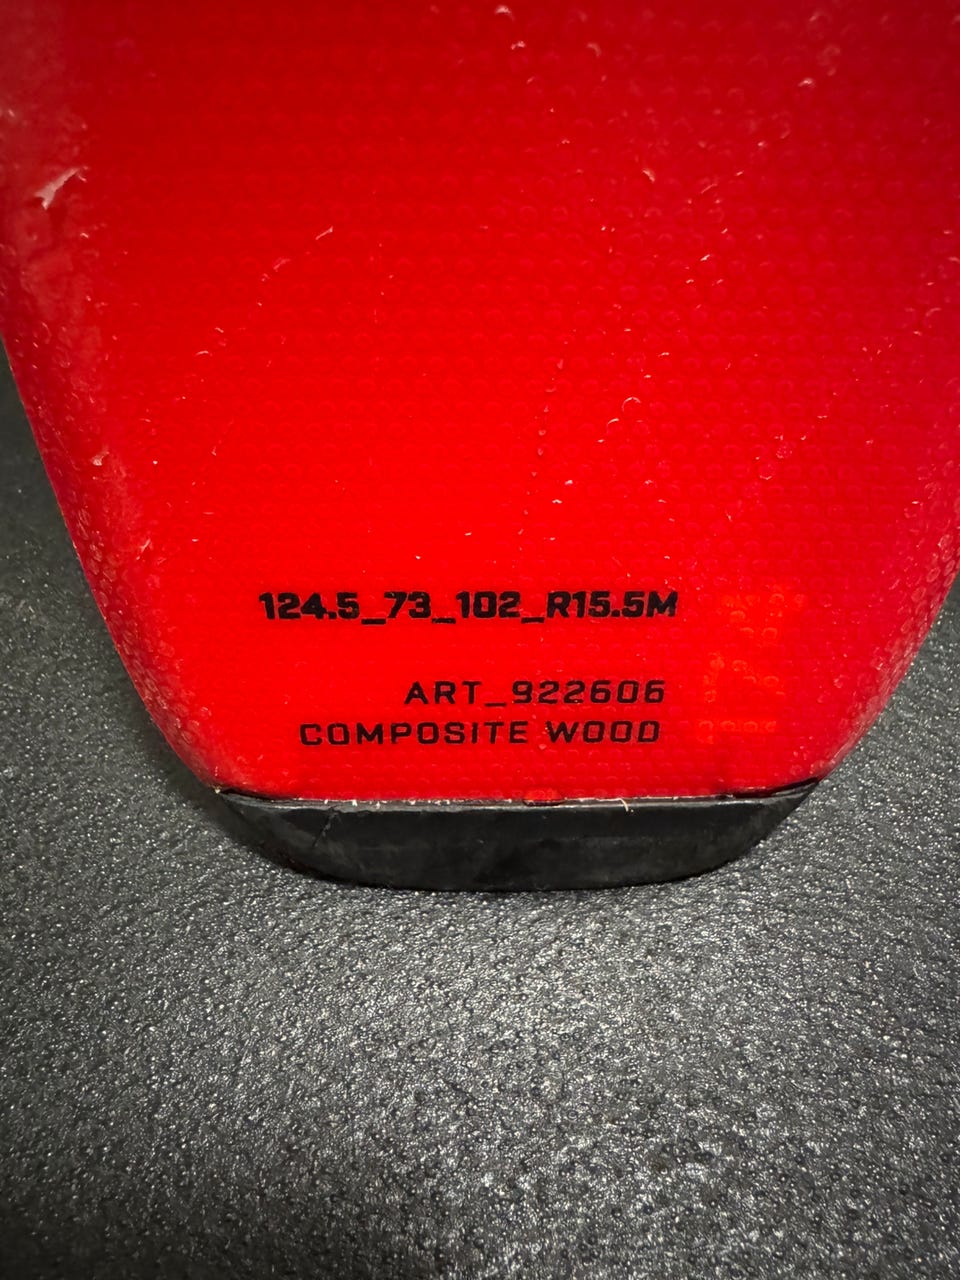 124.5_73_102_R15.5M
ART_922606
COMPOSITE WOOD